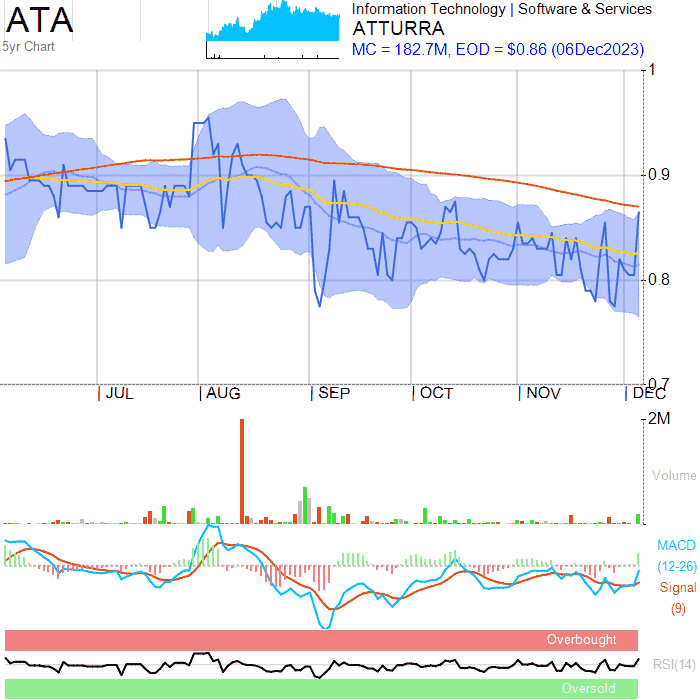 ATA
5yr Chart
Information Technology | Software & Services
ATTURRA
MC = 182.7M, EOD = $0.86 (06Dec2023)
1
0.9
0.8
0.7
JUL AUG SEP OCT NOV DEC
2M
Volume
MACD
(12-26)
Signal
(9)
Overbought
RSI(14)
Oversold